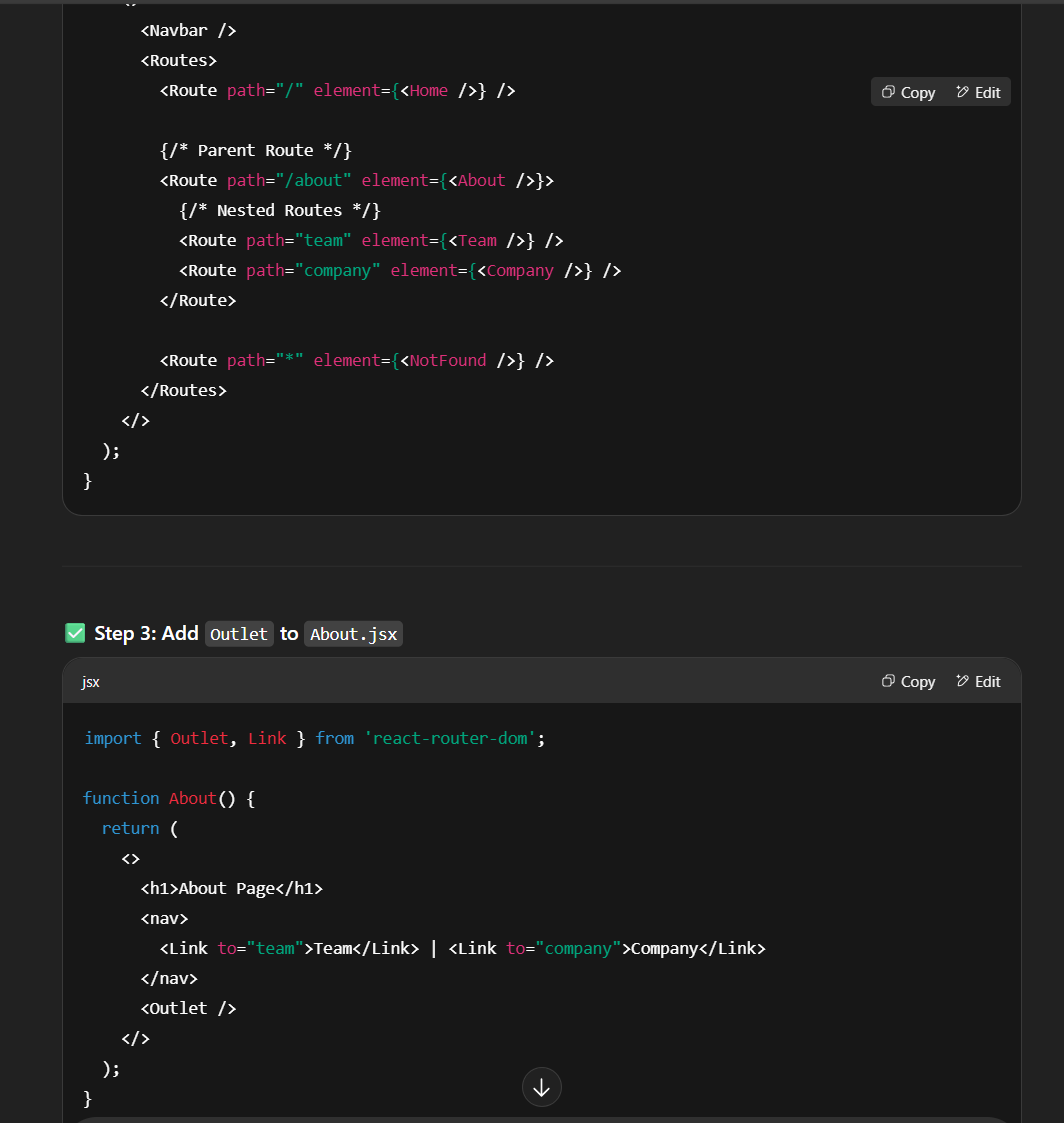 <Navbar />
<Routes>
<Route path="/" element={<Home />} />
Copy Edit
{/* Parent Route */}
<Route path="/about" element={<About />}>
{/* Nested Routes */}
<Route path="team" element={<Team />} />
<Route path="company" element={<Company />} />
</Route>
<Route path="*" element={<NotFound />} />
</Routes>
</>
);
}
✅ Step 3: Add Outlet to About.jsx
jsx Copy Edit
import { Outlet, Link } from 'react-router-dom';
function About() {
return (
<>
<h1>About Page</h1>
<nav>
<Link to="team">Team</Link> | <Link to="company">Company</Link>
</nav>
<Outlet />
</>
);
}